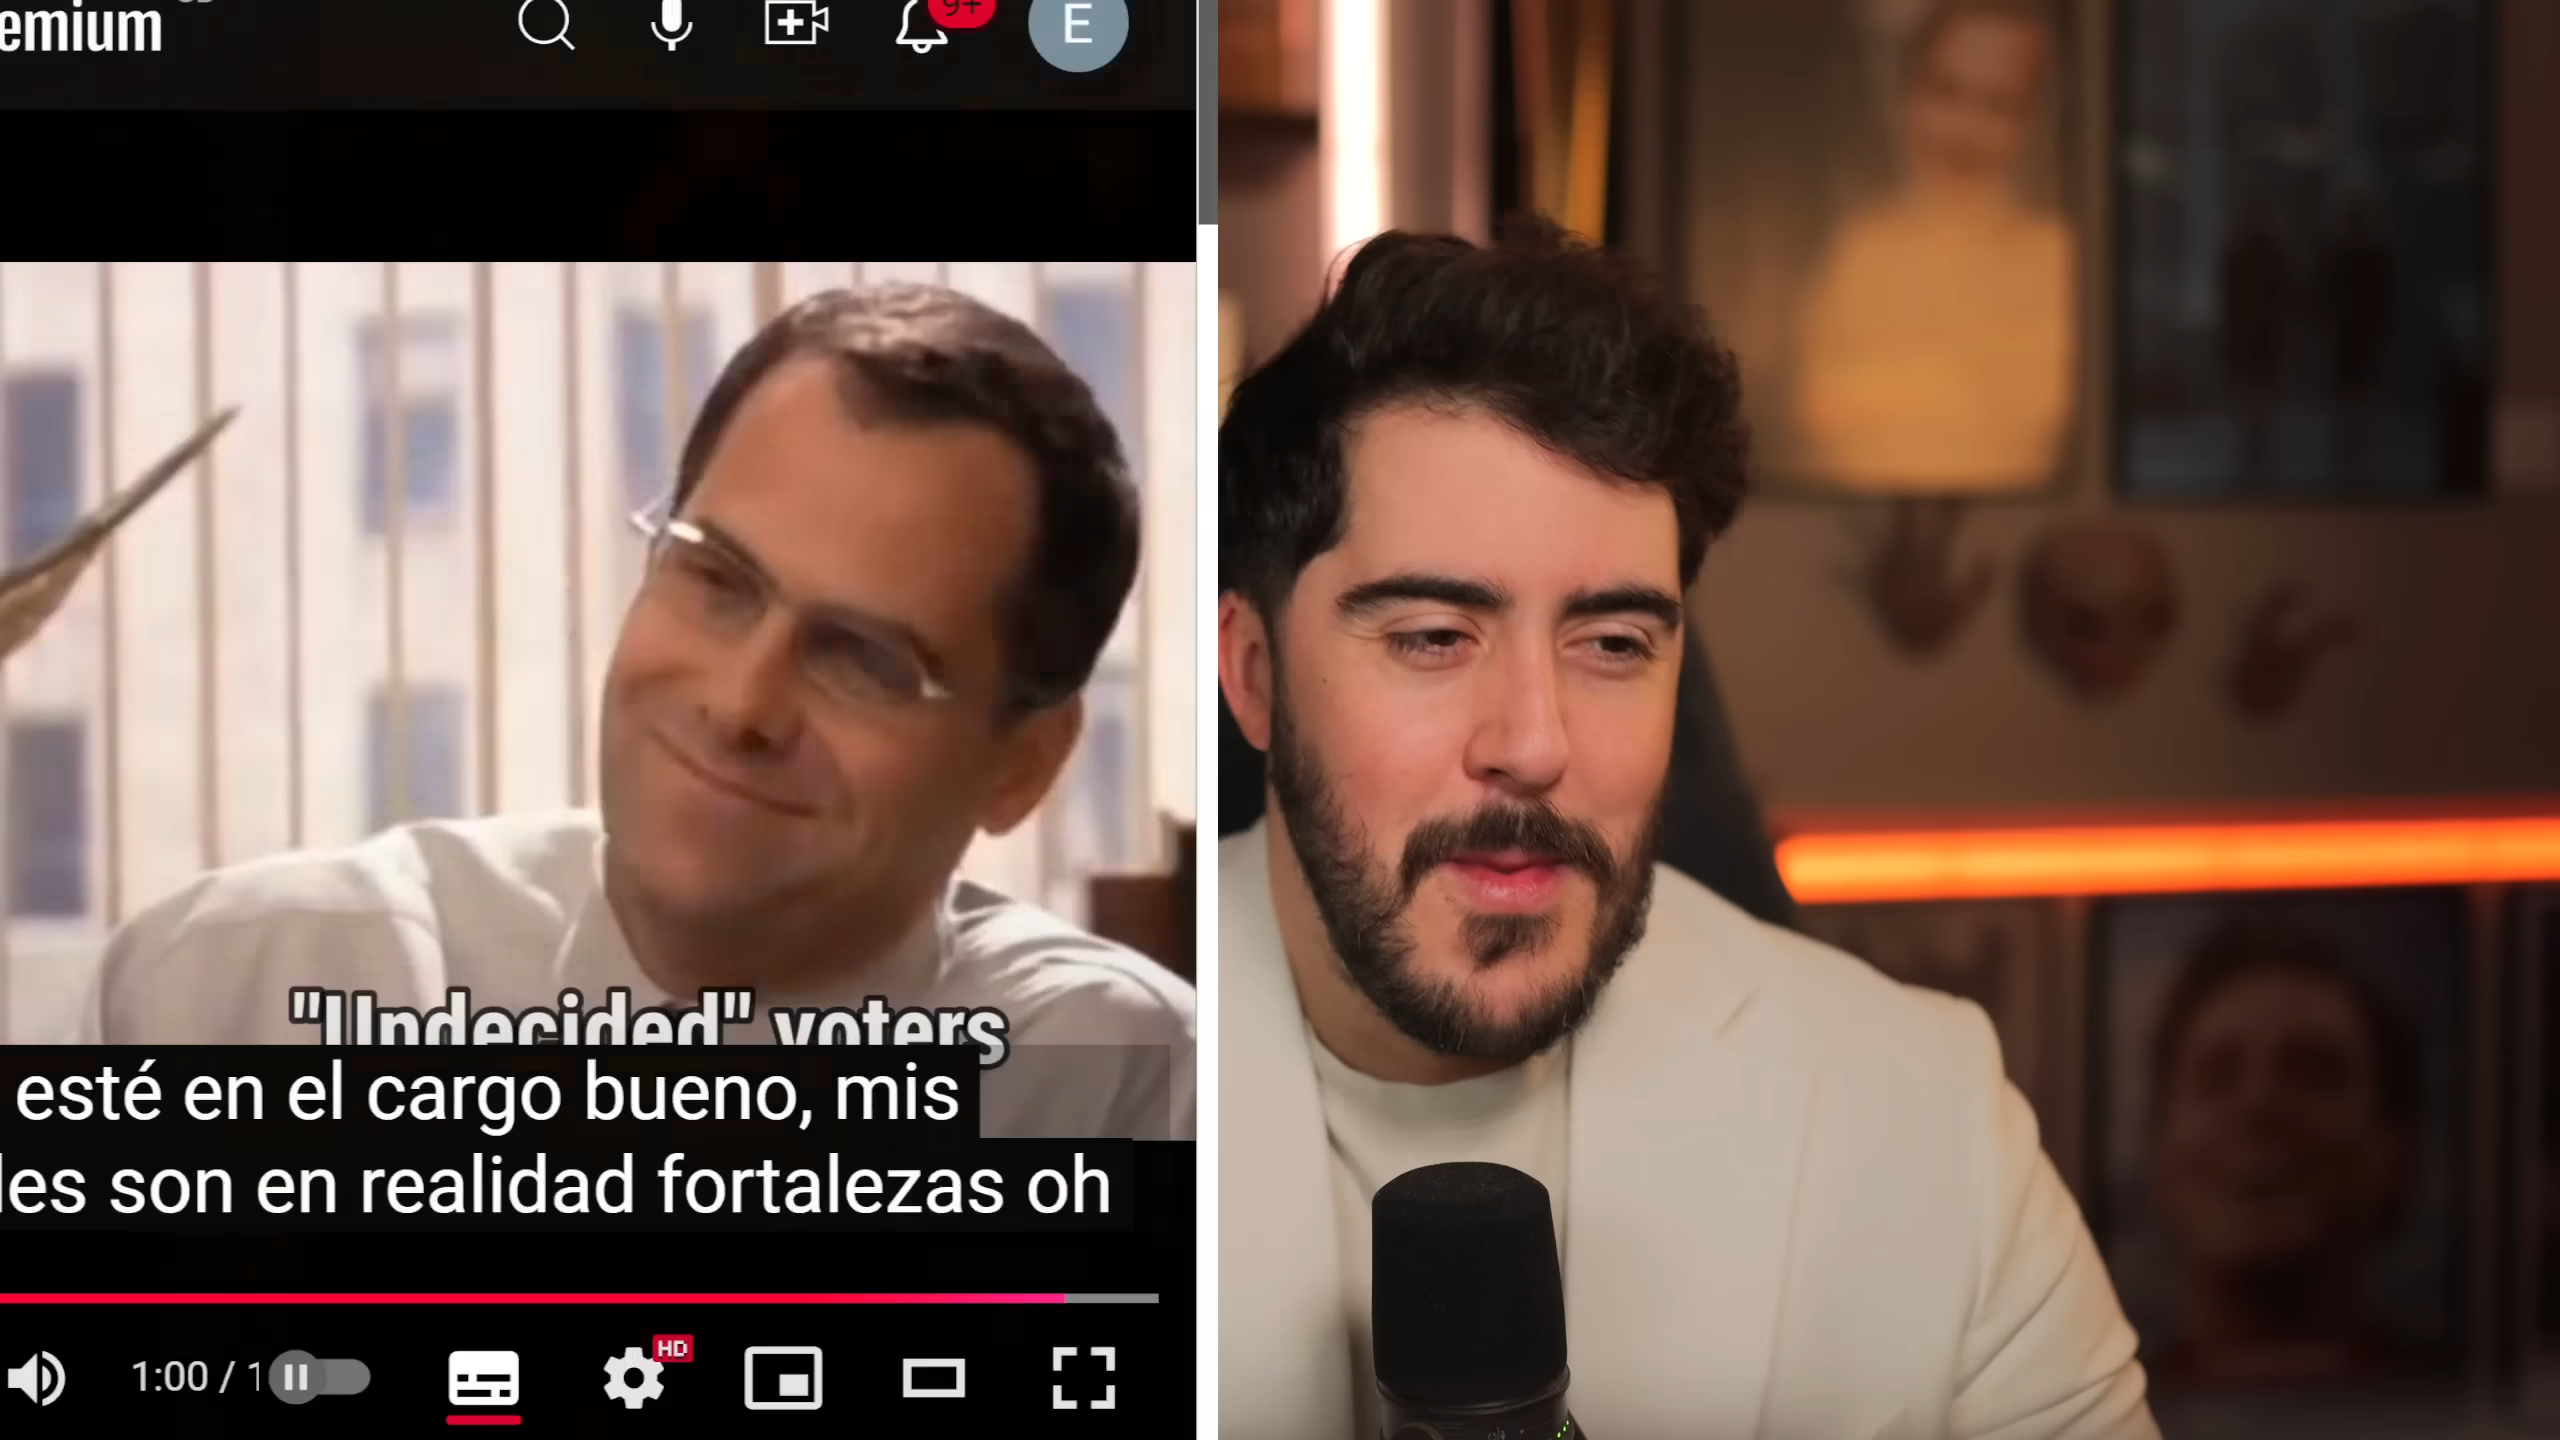 emium
9+
E
"Undecided" voters
esté en el cargo bueno, mis
les son en realidad fortalezas oh
1:00 / 1
HD